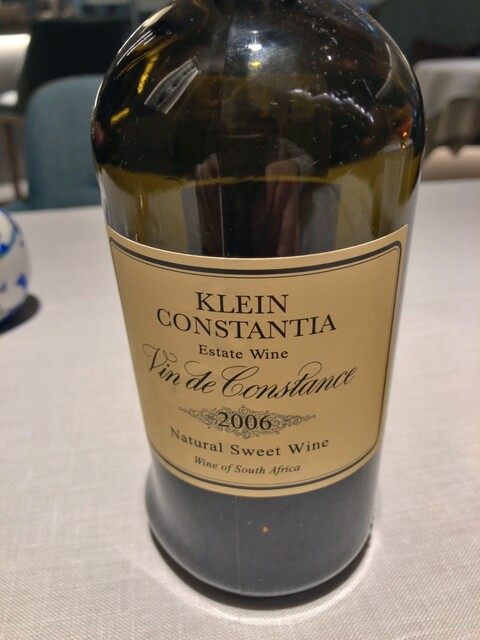 KLEIN
CONSTANTIA
Estate Wine
Vin de Constance
2006
Natural Sweet Wine
Wine of South Africa